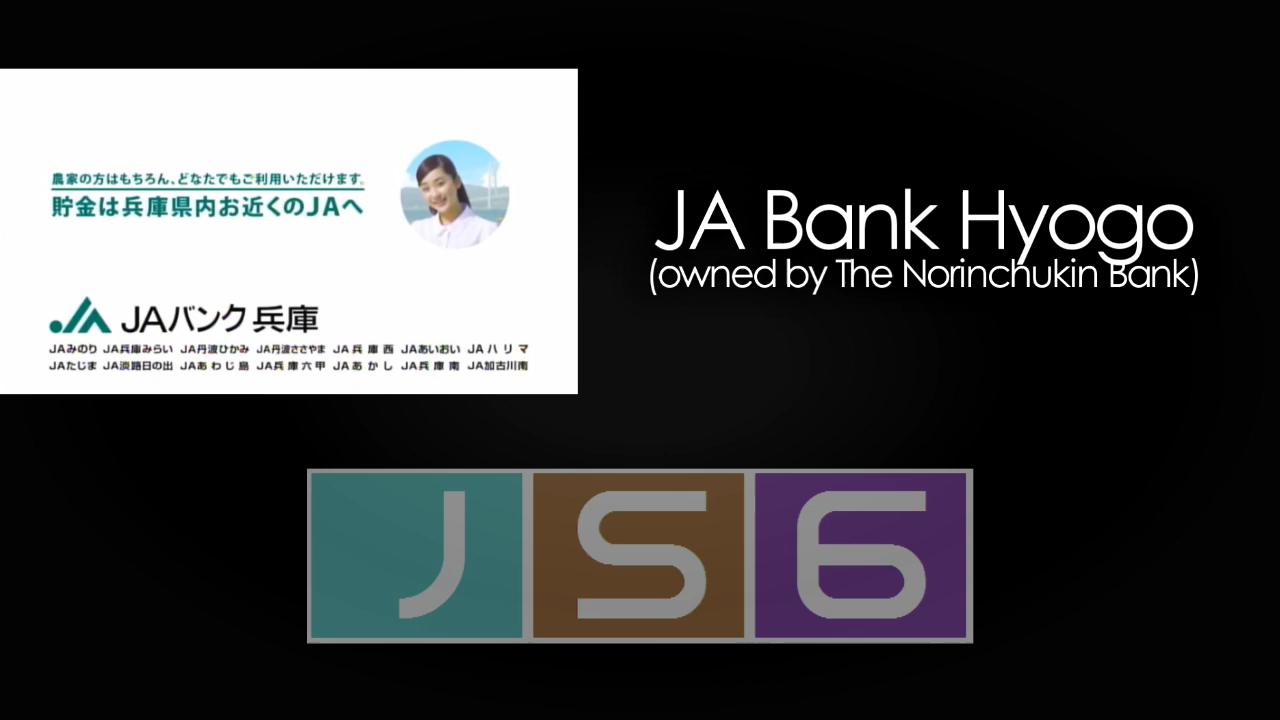 農家の方はもちろん、どなたでもご利用いただけます。
貯金は兵庫県内お近くのJAへ
JAバンク兵庫
JAみのり JA兵庫みらい JA丹波ひかみ JA丹波ささやま JA兵庫西 JAあいおい JAハリマ
JAたじま JA淡路日の出 JAあわじ島 JA兵庫六甲 JAあかし JA兵庫南 JA加古川南
JA Bank Hyogo
(owned by The Norinchukin Bank)
JS6